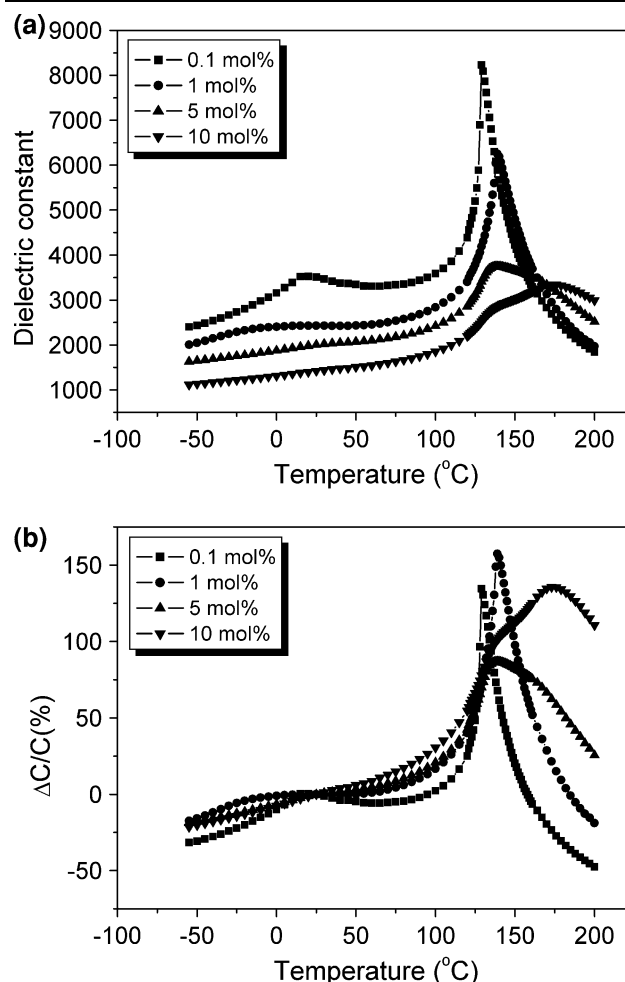 (a)
9000
8000
7000
6000
5000
4000
3000
2000
1000
Dielectric constant
0.1 mol%
1 mol%
5 mol%
10 mol%
-100 -50 0 50 100 150 200
Temperature (°C)
(b)
150
100
50
0
-50
ΔC/C(%)
0.1 mol%
1 mol%
5 mol%
10 mol%
-100 -50 0 50 100 150 200
Temperature (°C)